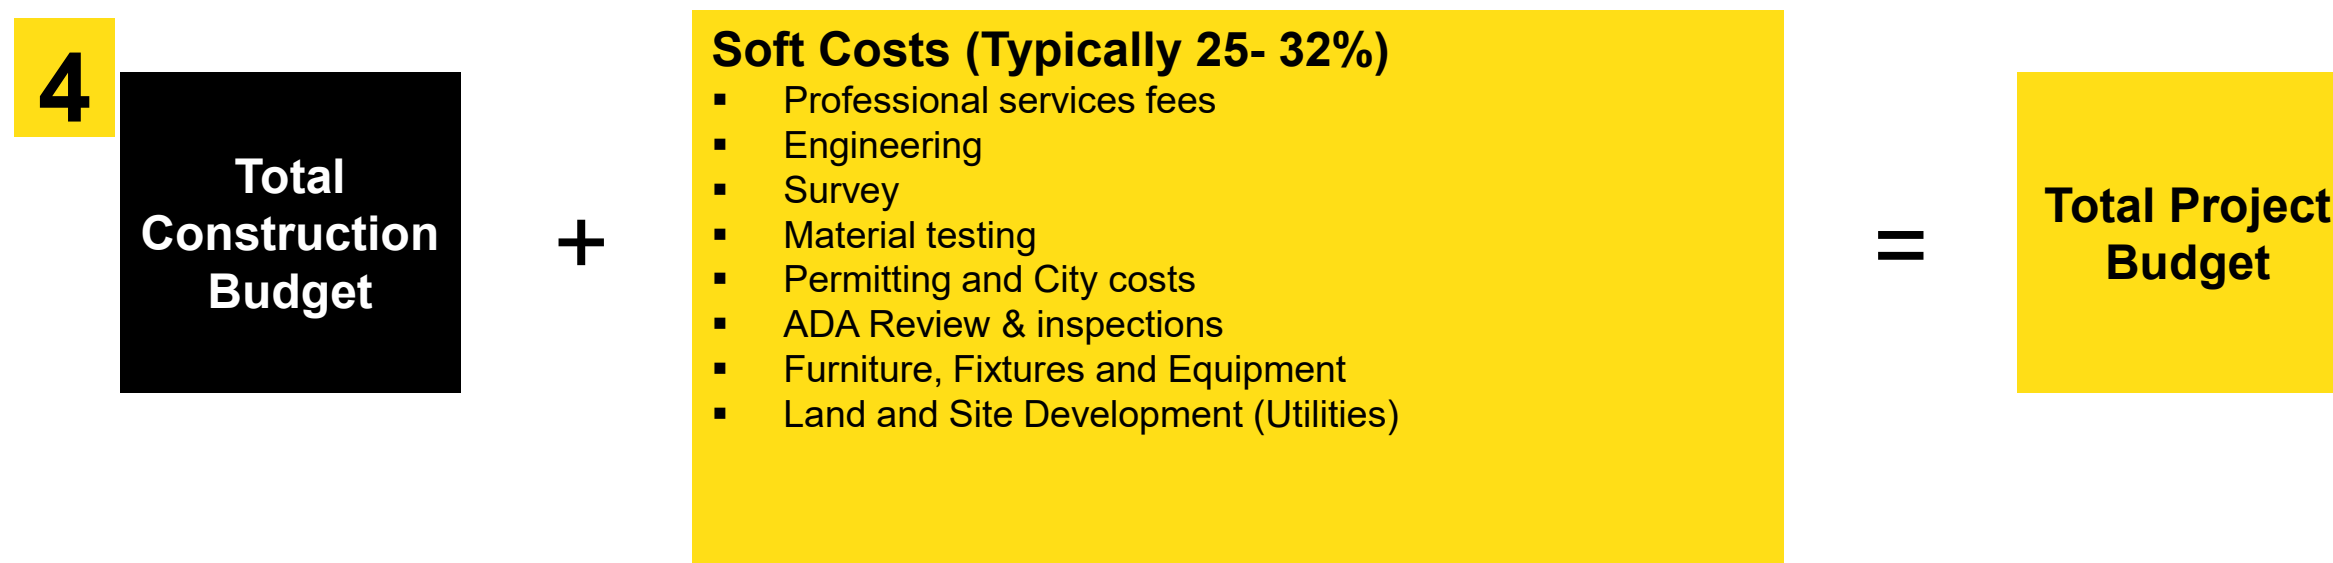 4
Total
Construction
Budget
+
Soft Costs (Typically 25- 32%)
▪ Professional services fees
▪ Engineering
▪ Survey
▪ Material testing
▪ Permitting and City costs
▪ ADA Review & inspections
▪ Furniture, Fixtures and Equipment
▪ Land and Site Development (Utilities)
=
Total Project
Budget